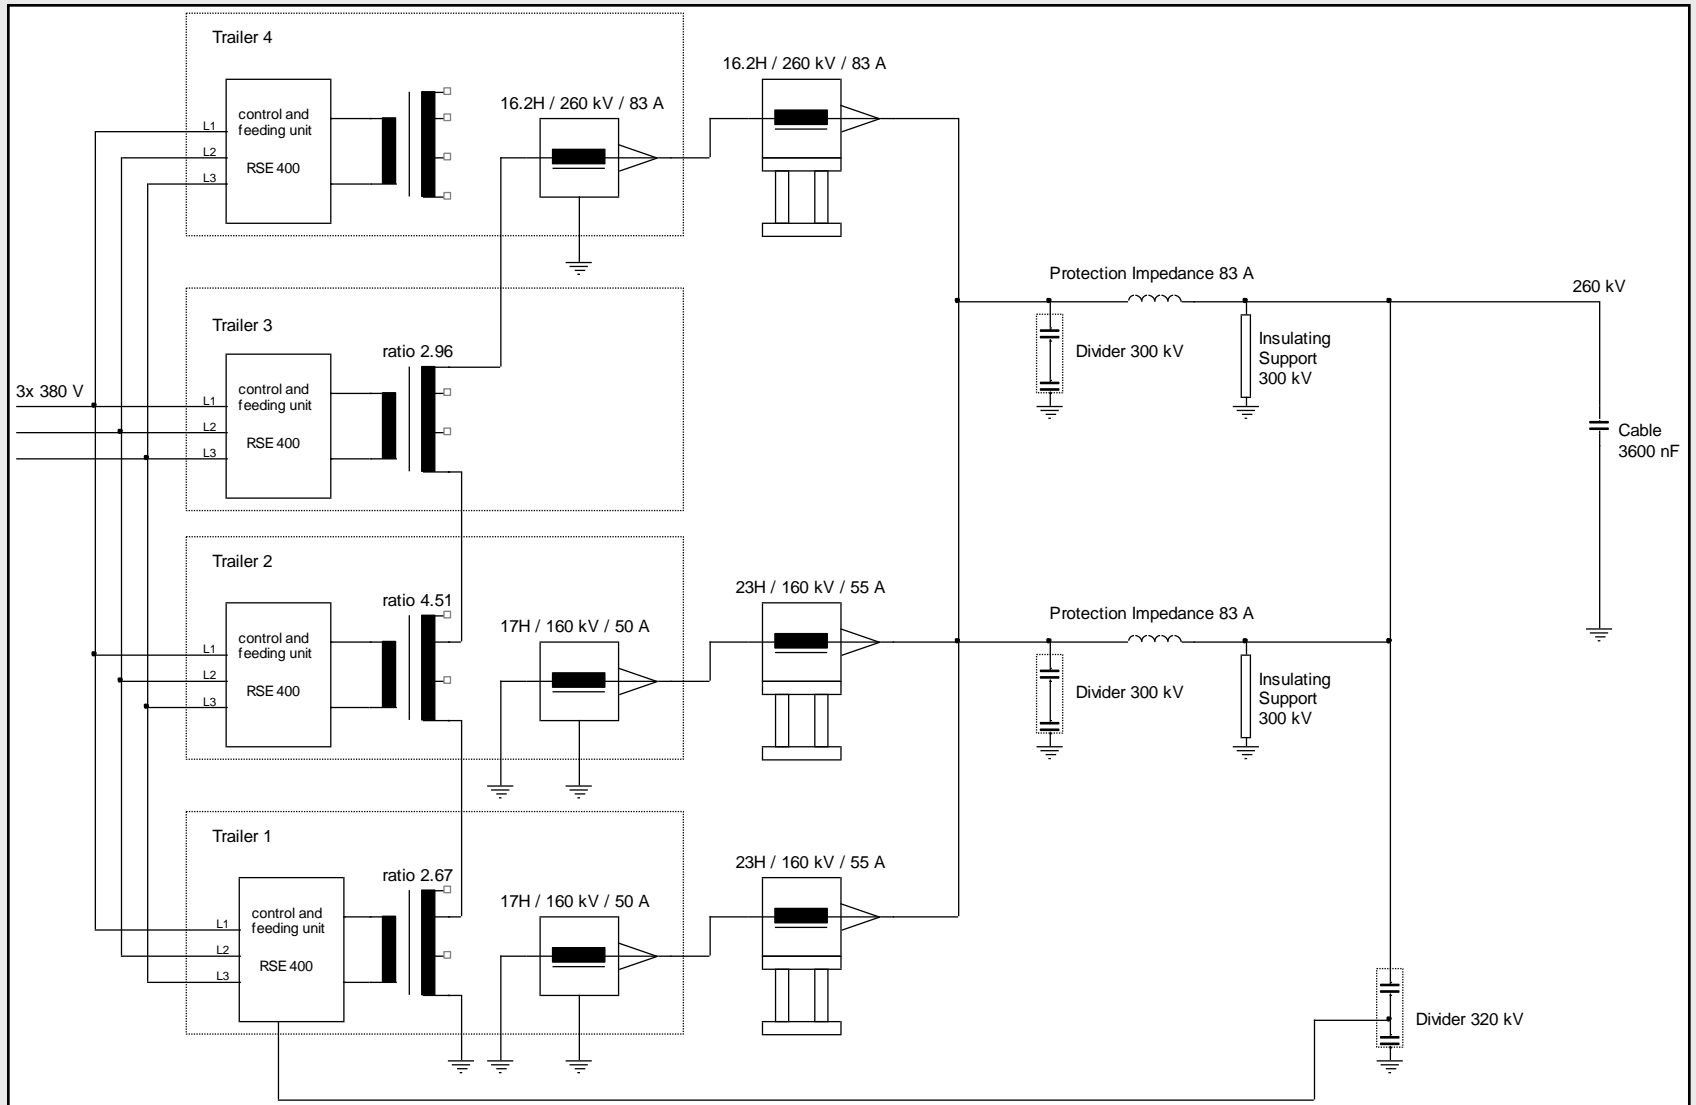 Trailer 4
control and
feeding unit
RSE 400
L1
L2
L3
16.2H / 260 kV / 83 A
16.2H / 260 kV / 83 A
3x 380 V
Trailer 3
control and
feeding unit
RSE 400
L1
L2
L3
ratio 2.96
Protection Impedance 83 A
Divider 300 kV
Insulating
Support
300 kV
260 kV
Cable
3600 nF
Trailer 2
control and
feeding unit
RSE 400
L1
L2
L3
ratio 4.51
17H / 160 kV / 50 A
23H / 160 kV / 55 A
Protection Impedance 83 A
Divider 300 kV
Insulating
Support
300 kV
Trailer 1
control and
feeding unit
RSE 400
L1
L2
L3
ratio 2.67
17H / 160 kV / 50 A
23H / 160 kV / 55 A
Divider 320 kV